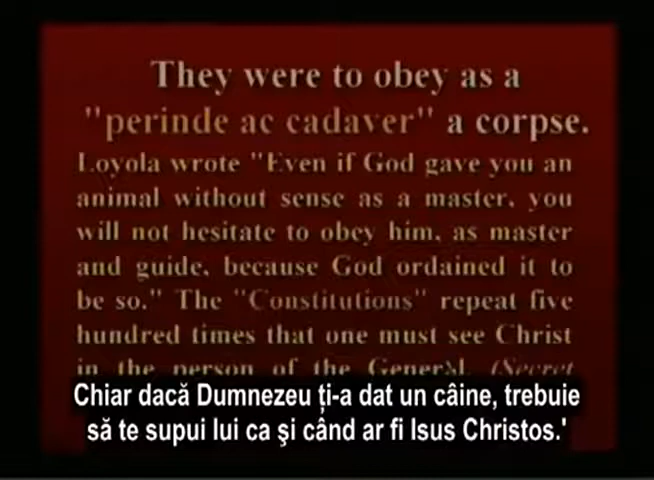 They were to obey as a
"perinde ac cadaver" a corpse.
Loyola wrote "Even if God gave you an
animal without sense as a master, you
will not hesitate to obey him, as master
and guide, because God ordained it to
be so." The "Constitutions" repeat five
hundred times that one must see Christ
in the person of the General. (Secret
Chiar dacă Dumnezeu ți-a dat un câine, trebuie
să te supui lui ca şi când ar fi Isus Christos.'